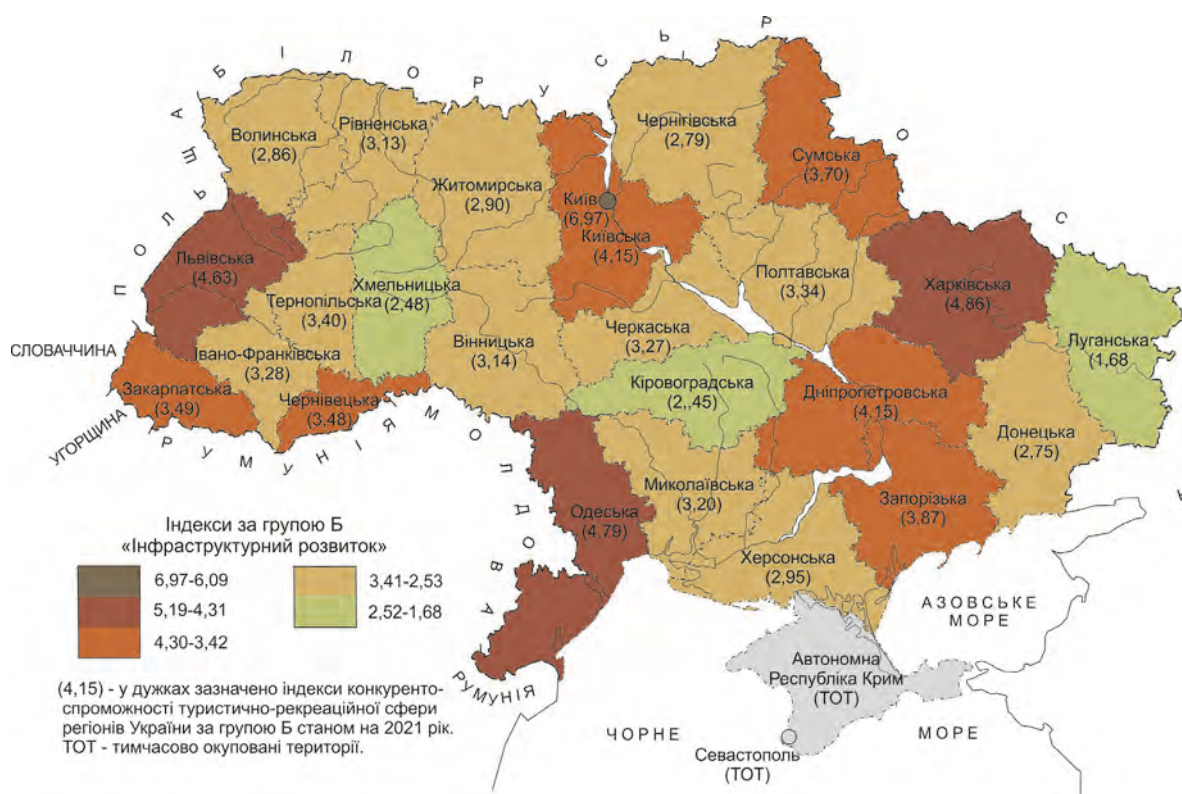 П О Л Ь Щ А
Б І Л О Р У С Ь
Р О С
СЛОВАЧЧИНА
УГОРЩИНА
Р У М У Н І Я
М О Л Д О В А
РУМУНІЯ
Волинська
(2,86)
Рівненська
(3,13)
Житомирська
(2,90)
Київ
(6,97)
Київська
(4,15)
Чернігівська
(2,79)
Сумська
(3,70)
Львівська
(4,63)
Тернопільська
(3,40)
Хмельницька
(2,48)
Вінницька
(3,14)
Черкаська
(3,27)
Полтавська
(3,34)
Харківська
(4,86)
Луганська
(1,68
Івано-Франківська
(3,28)
Закарпатська
(3,49)
Чернівецька
(3,48)
Кіровоградська
(2,,45)
Дніпропетровська
(4,15)
Донецька
(2,75)
Одеська
(4,79)
Миколаївська
(3,20)
Запорізька
(3,87)
Херсонська
(2,95)
Автономна
Республіка Крим
(ТОТ)
Севастополь
(ТОТ)
АЗОВСЬКЕ
МОРЕ
ЧОРНЕ
МОРЕ
Індекси за групою Б
«Інфраструктурний розвиток»
6,97-6,09
5,19-4,31
4,30-3,42
3,41-2,53
2,52-1,68
(4,15) - у дужках зазначено індекси конкуренто-
спроможності туристично-рекреаційної сфери
регіонів України за групою Б станом на 2021 рік.
ТОТ - тимчасово окуповані території.